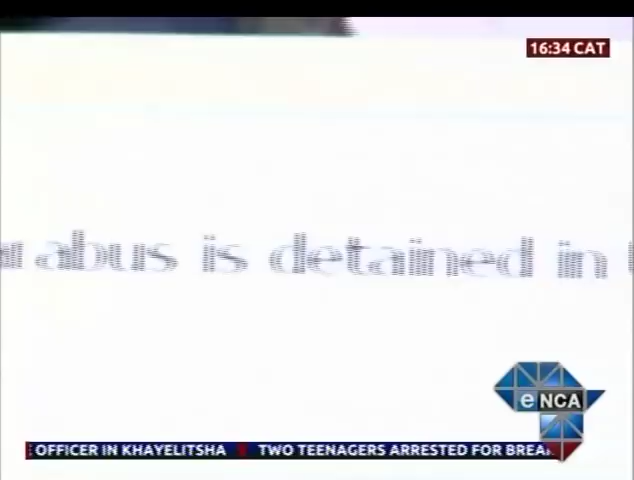 16:34 CAT
abus is detained in
eNCA
OFFICER IN KHAYELITSHA TWO TEENAGERS ARRESTED FOR BREA